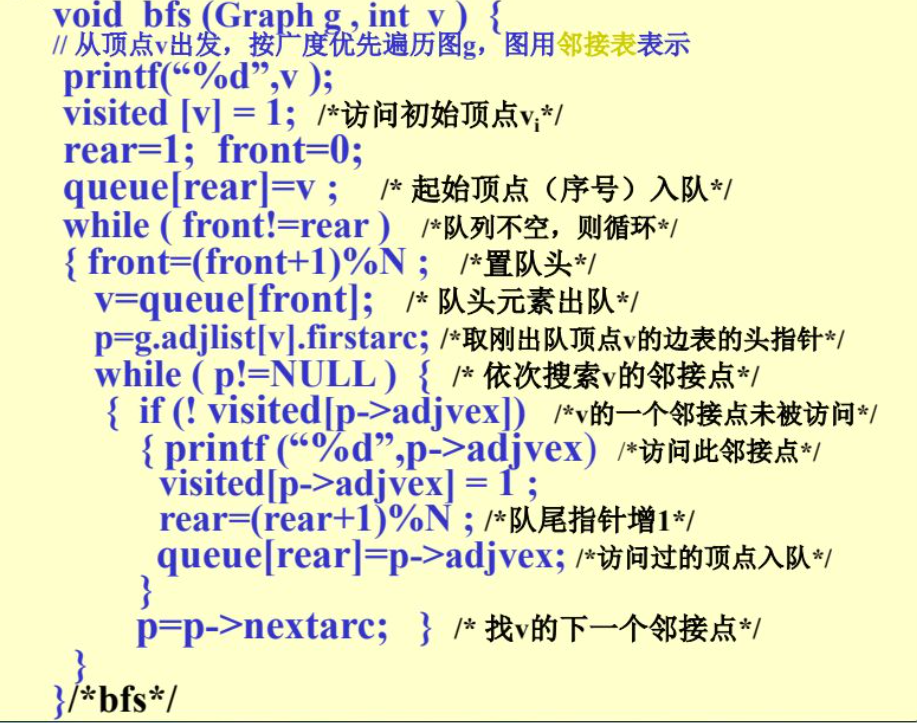 void bfs (Graph g , int v ) {
// 从顶点v出发，按广度优先遍历图g，图用邻接表表示
printf(“%d”,v );
visited [v] = 1; /*访问初始顶点vi*/
rear=1; front=0;
queue[rear]=v ; /* 起始顶点（序号）入队*/
while ( front!=rear ) /*队列不空，则循环*/
{ front=(front+1)%N ; /*置队头*/
v=queue[front]; /* 队头元素出队*/
p=g.adjlist[v].firstarc; /*取刚出队顶点v的边表的头指针*/
while ( p!=NULL ) { /* 依次搜索v的邻接点*/
{ if (! visited[p->adjvex]) /*v的一个邻接点未被访问*/
{ printf (“%d”,p->adjvex) /*访问此邻接点*/
visited[p->adjvex] = 1 ;
rear=(rear+1)%N ; /*队尾指针增1*/
queue[rear]=p->adjvex; /*访问过的顶点入队*/
}
p=p->nextarc; } /* 找v的下一个邻接点*/
}
}/*bfs*/